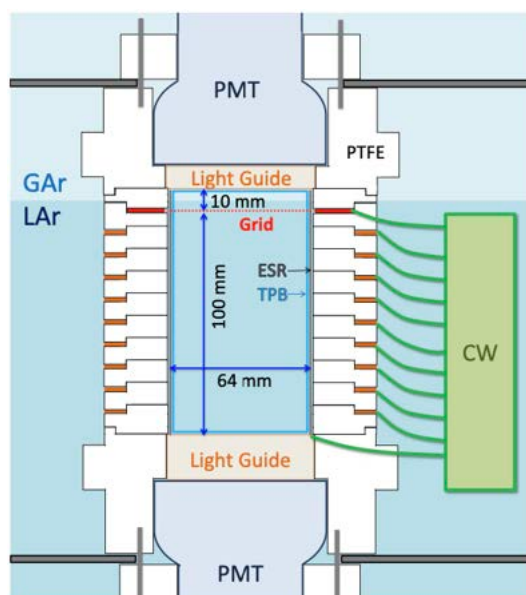 PMT
PTFE
Light Guide
GAr
10 mm
LAr
Grid
ESR
TPB
100 mm
CW
64 mm
Light Guide
PMT